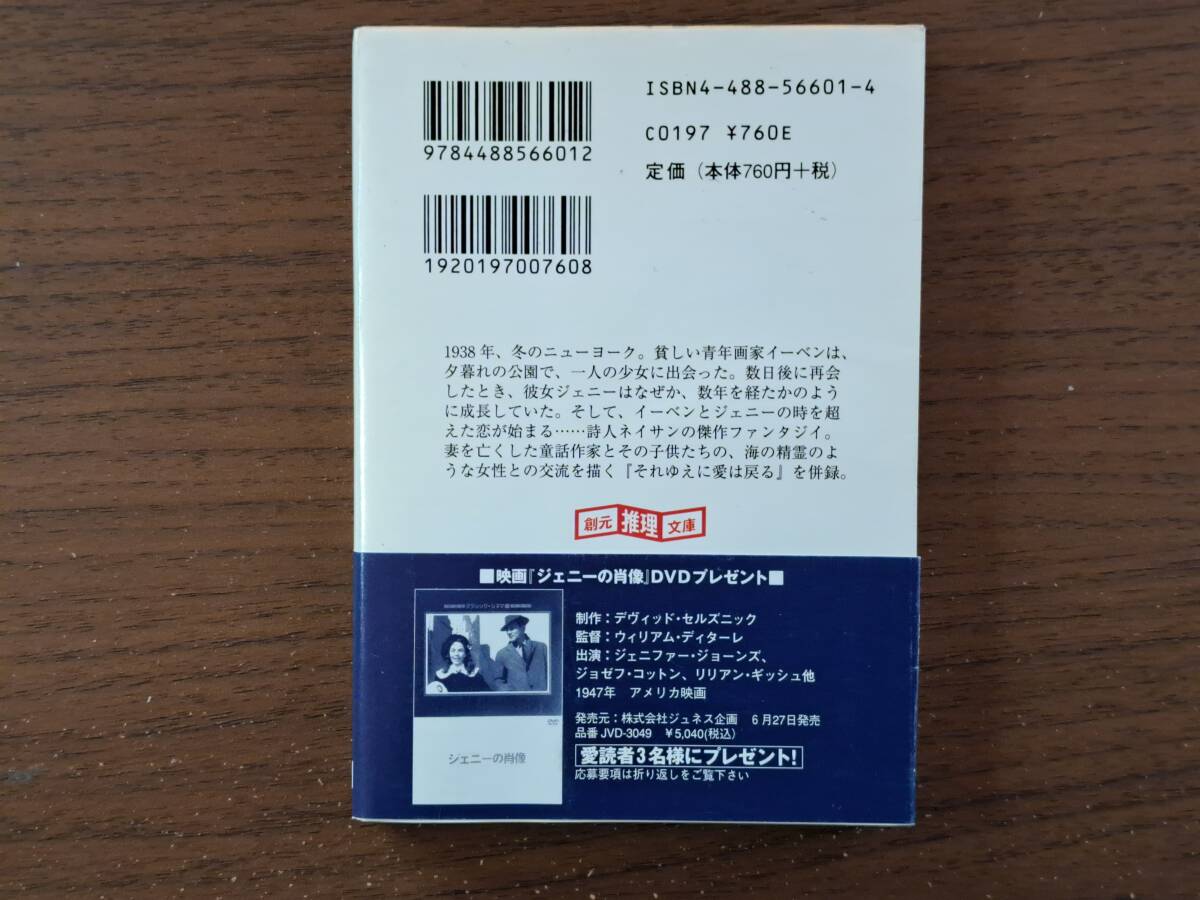 ISBN4-488-56601-4
C0197 ¥760E
定価（本体760円＋税）
9784488566012
1920197007608
1938年、冬のニューヨーク。貧しい青年画家イーベンは、
夕暮れの公園で、一人の少女に出会った。数日後に再会
したとき、彼女ジェニーはなぜか、数年を経たかのよう
に成長していた。そして、イーベンとジェニーの時を超
えた恋が始まる……詩人ネイサンの傑作ファンタジイ。
妻を亡くした童話作家とその子供たちの、海の精霊のよ
うな女性との交流を描く『それゆえに愛は戻る』を併録。
創元推理文庫
■映画『ジェニーの肖像』DVDプレゼント■
クラシック・シネマ
DVD
ジェニーの肖像
制作：デヴィッド・セルズニック
監督：ウィリアム・ディターレ
出演：ジェニファー・ジョーンズ、
ジョゼフ・コットン、リリアン・ギッシュ他
1947年　アメリカ映画
発売元：株式会社ジュネス企画　6月27日発売
品番 JVD-3049　¥5,040(税込)
愛読者3名様にプレゼント！
応募要項は折り返しをご覧下さい